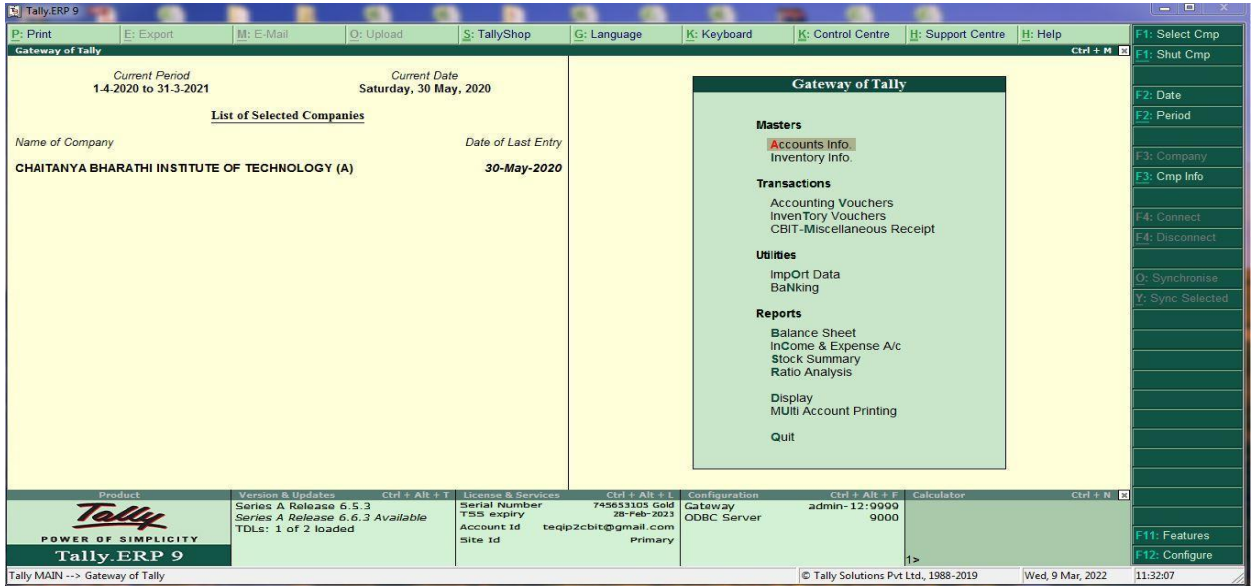 Tally.ERP 9
P: Print E: Export M: E-Mail O: Upload S: TallyShop G: Language K: Keyboard K: Control Centre H: Support Centre H: Help
Gateway of Tally Ctrl + M
Current Period Current Date
1-4-2020 to 31-3-2021 Saturday, 30 May, 2020
List of Selected Companies
Name of Company Date of Last Entry
CHAITANYA BHARATHI INSTITUTE OF TECHNOLOGY (A) 30-May-2020
Gateway of Tally
Masters
Accounts Info.
Inventory Info.
Transactions
Accounting Vouchers
InvenTory Vouchers
CBIT-Miscellaneous Receipt
Utilities
ImpOrt Data
BaNking
Reports
Balance Sheet
InCome & Expense A/c
Stock Summary
Ratio Analysis
Display
MUlti Account Printing
Quit
F1: Select Cmp
F1: Shut Cmp
F2: Date
F2: Period
F3: Company
F3: Cmp Info
F4: Connect
F4: Disconnect
O: Synchronise
Y: Sync Selected
F11: Features
F12: Configure
Product
Tally
POWER OF SIMPLICITY
Tally.ERP 9
Version & Updates Ctrl + Alt + T
Series A Release 6.5.3
Series A Release 6.6.3 Available
TDLs: 1 of 2 loaded
License & Services Ctrl + Alt + L
Serial Number 745653105 Gold
TSS expiry 28-Feb-2023
Account Id teqip2cbit@gmail.com
Site Id Primary
Configuration Ctrl + Alt + F
Gateway admin-12:9999
ODBC Server 9000
Calculator Ctrl + N
1>
Tally MAIN --> Gateway of Tally © Tally Solutions Pvt Ltd., 1988-2019 Wed, 9 Mar, 2022 11:32:07